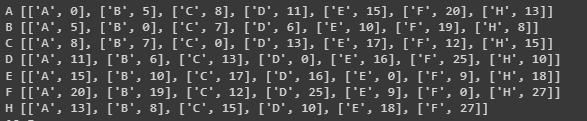 A [['A', 0], ['B', 5], ['C', 8], ['D', 11], ['E', 15], ['F', 20], ['H', 13]]
B [['A', 5], ['B', 0], ['C', 7], ['D', 6], ['E', 10], ['F', 19], ['H', 8]]
C [['A', 8], ['B', 7], ['C', 0], ['D', 13], ['E', 17], ['F', 12], ['H', 15]]
D [['A', 11], ['B', 6], ['C', 13], ['D', 0], ['E', 16], ['F', 25], ['H', 10]]
E [['A', 15], ['B', 10], ['C', 17], ['D', 16], ['E', 0], ['F', 9], ['H', 18]]
F [['A', 20], ['B', 19], ['C', 12], ['D', 25], ['E', 9], ['F', 0], ['H', 27]]
H [['A', 13], ['B', 8], ['C', 15], ['D', 10], ['E', 18], ['F', 27]]